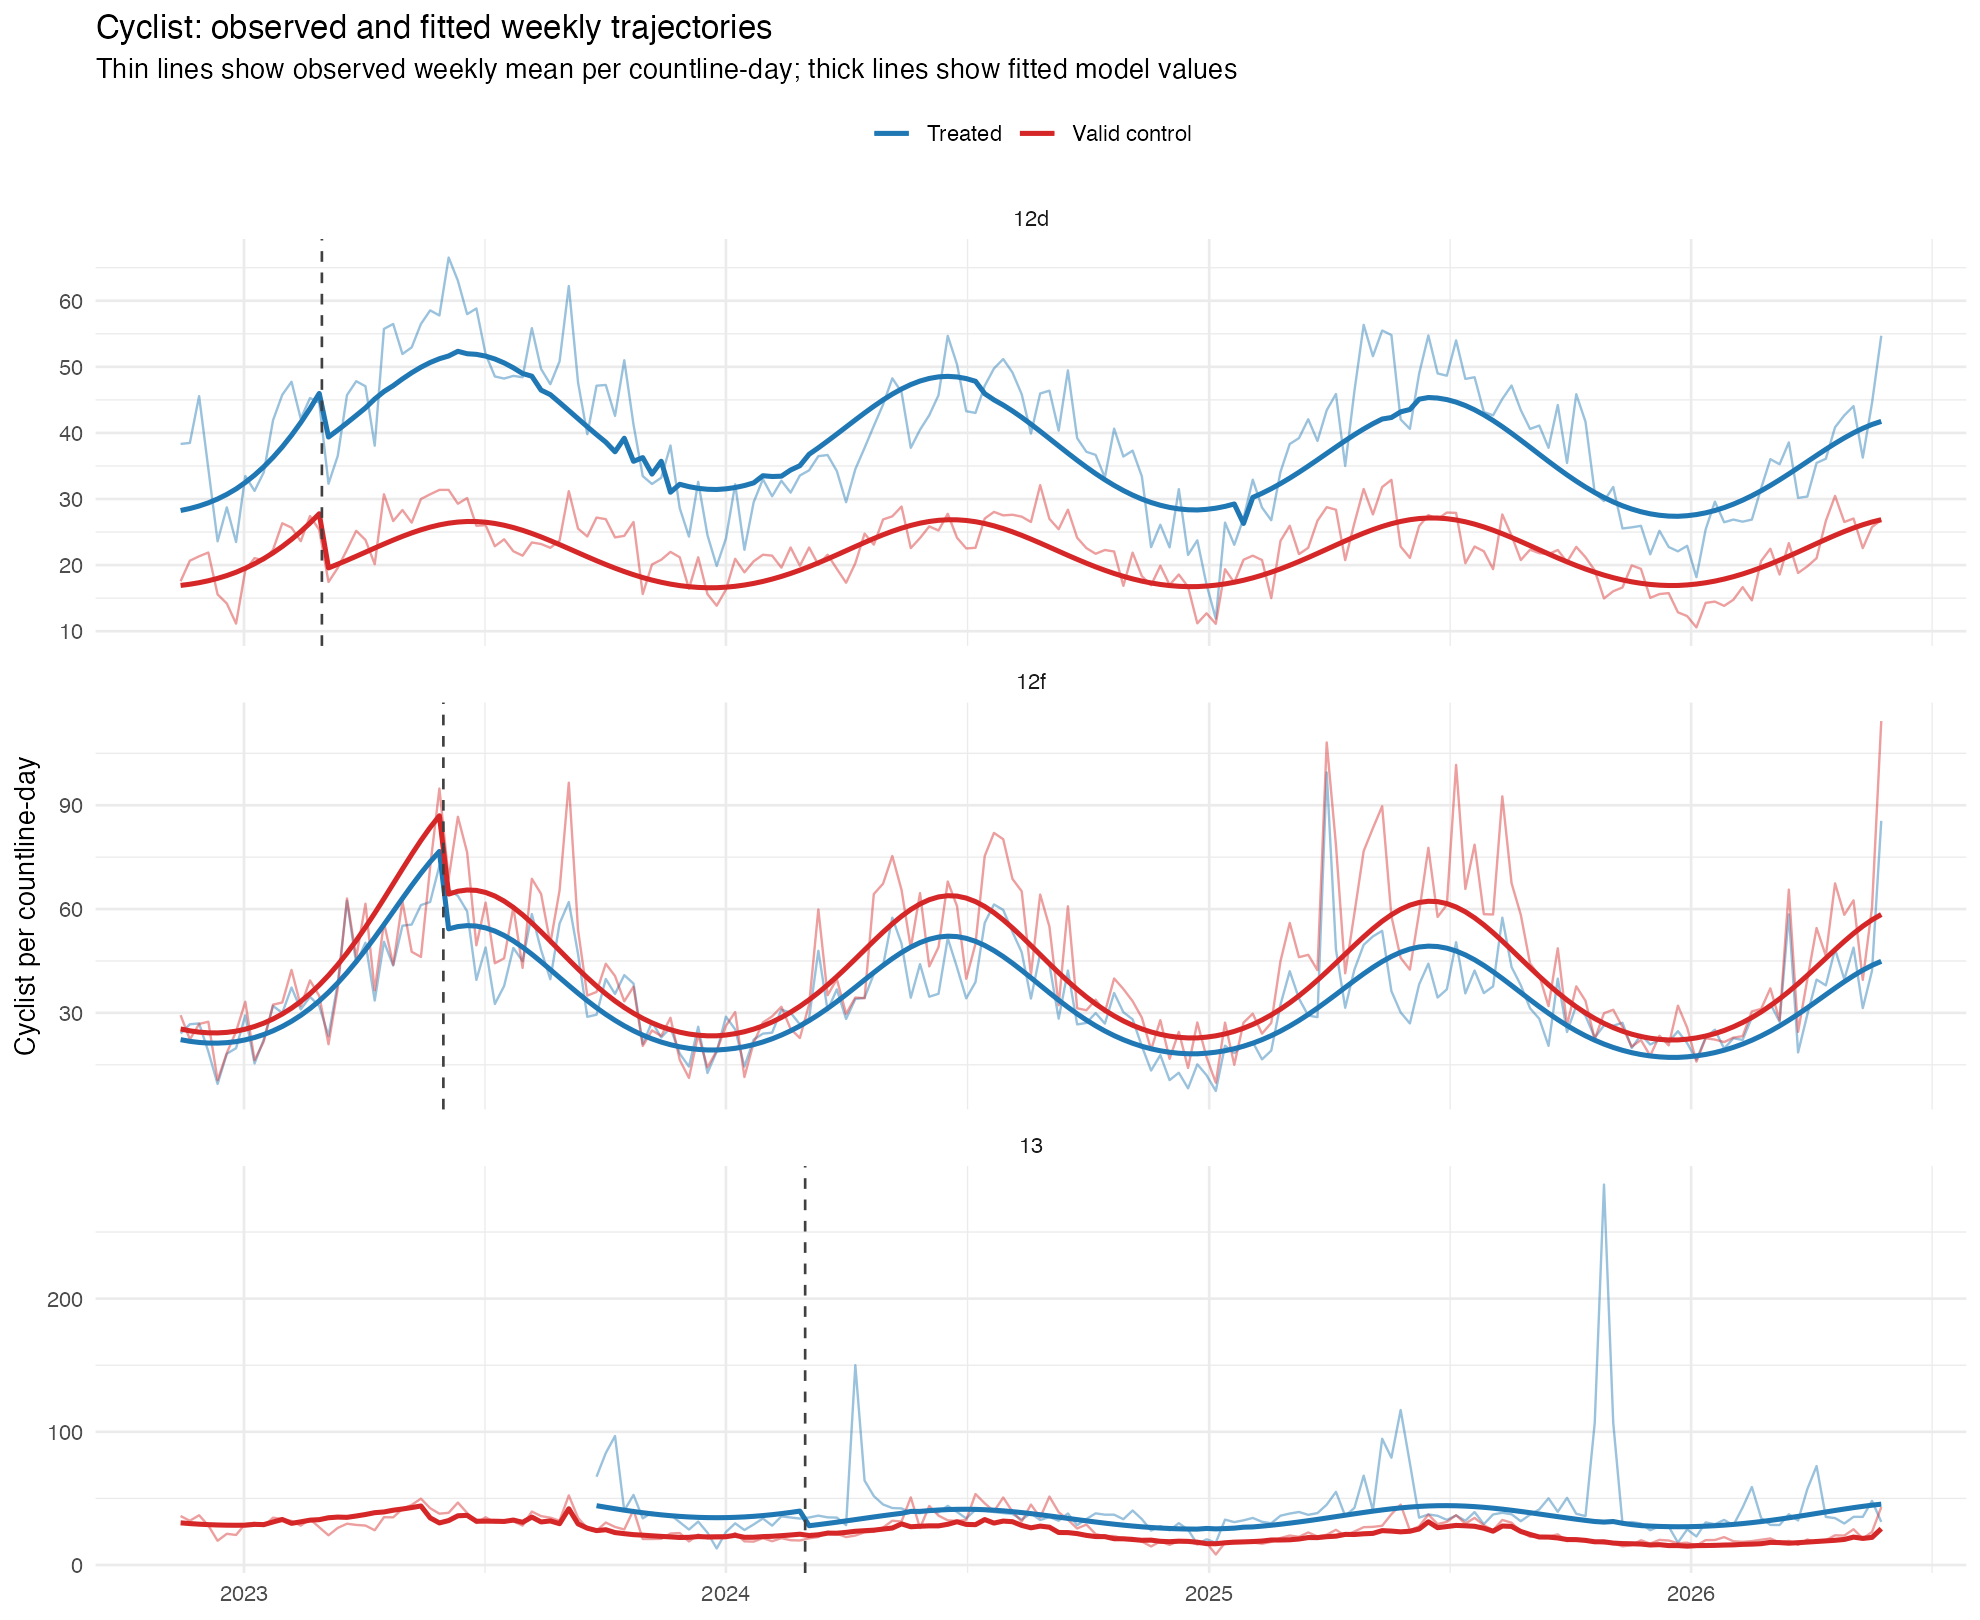 Cyclist: observed and fitted weekly trajectories
Thin lines show observed weekly mean per countline-day; thick lines show fitted model values
Treated
Valid control
12d
60
50
40
30
20
10
12f
Cyclist per countline-day
90
60
30
13
200
100
0
2023
2024
2025
2026